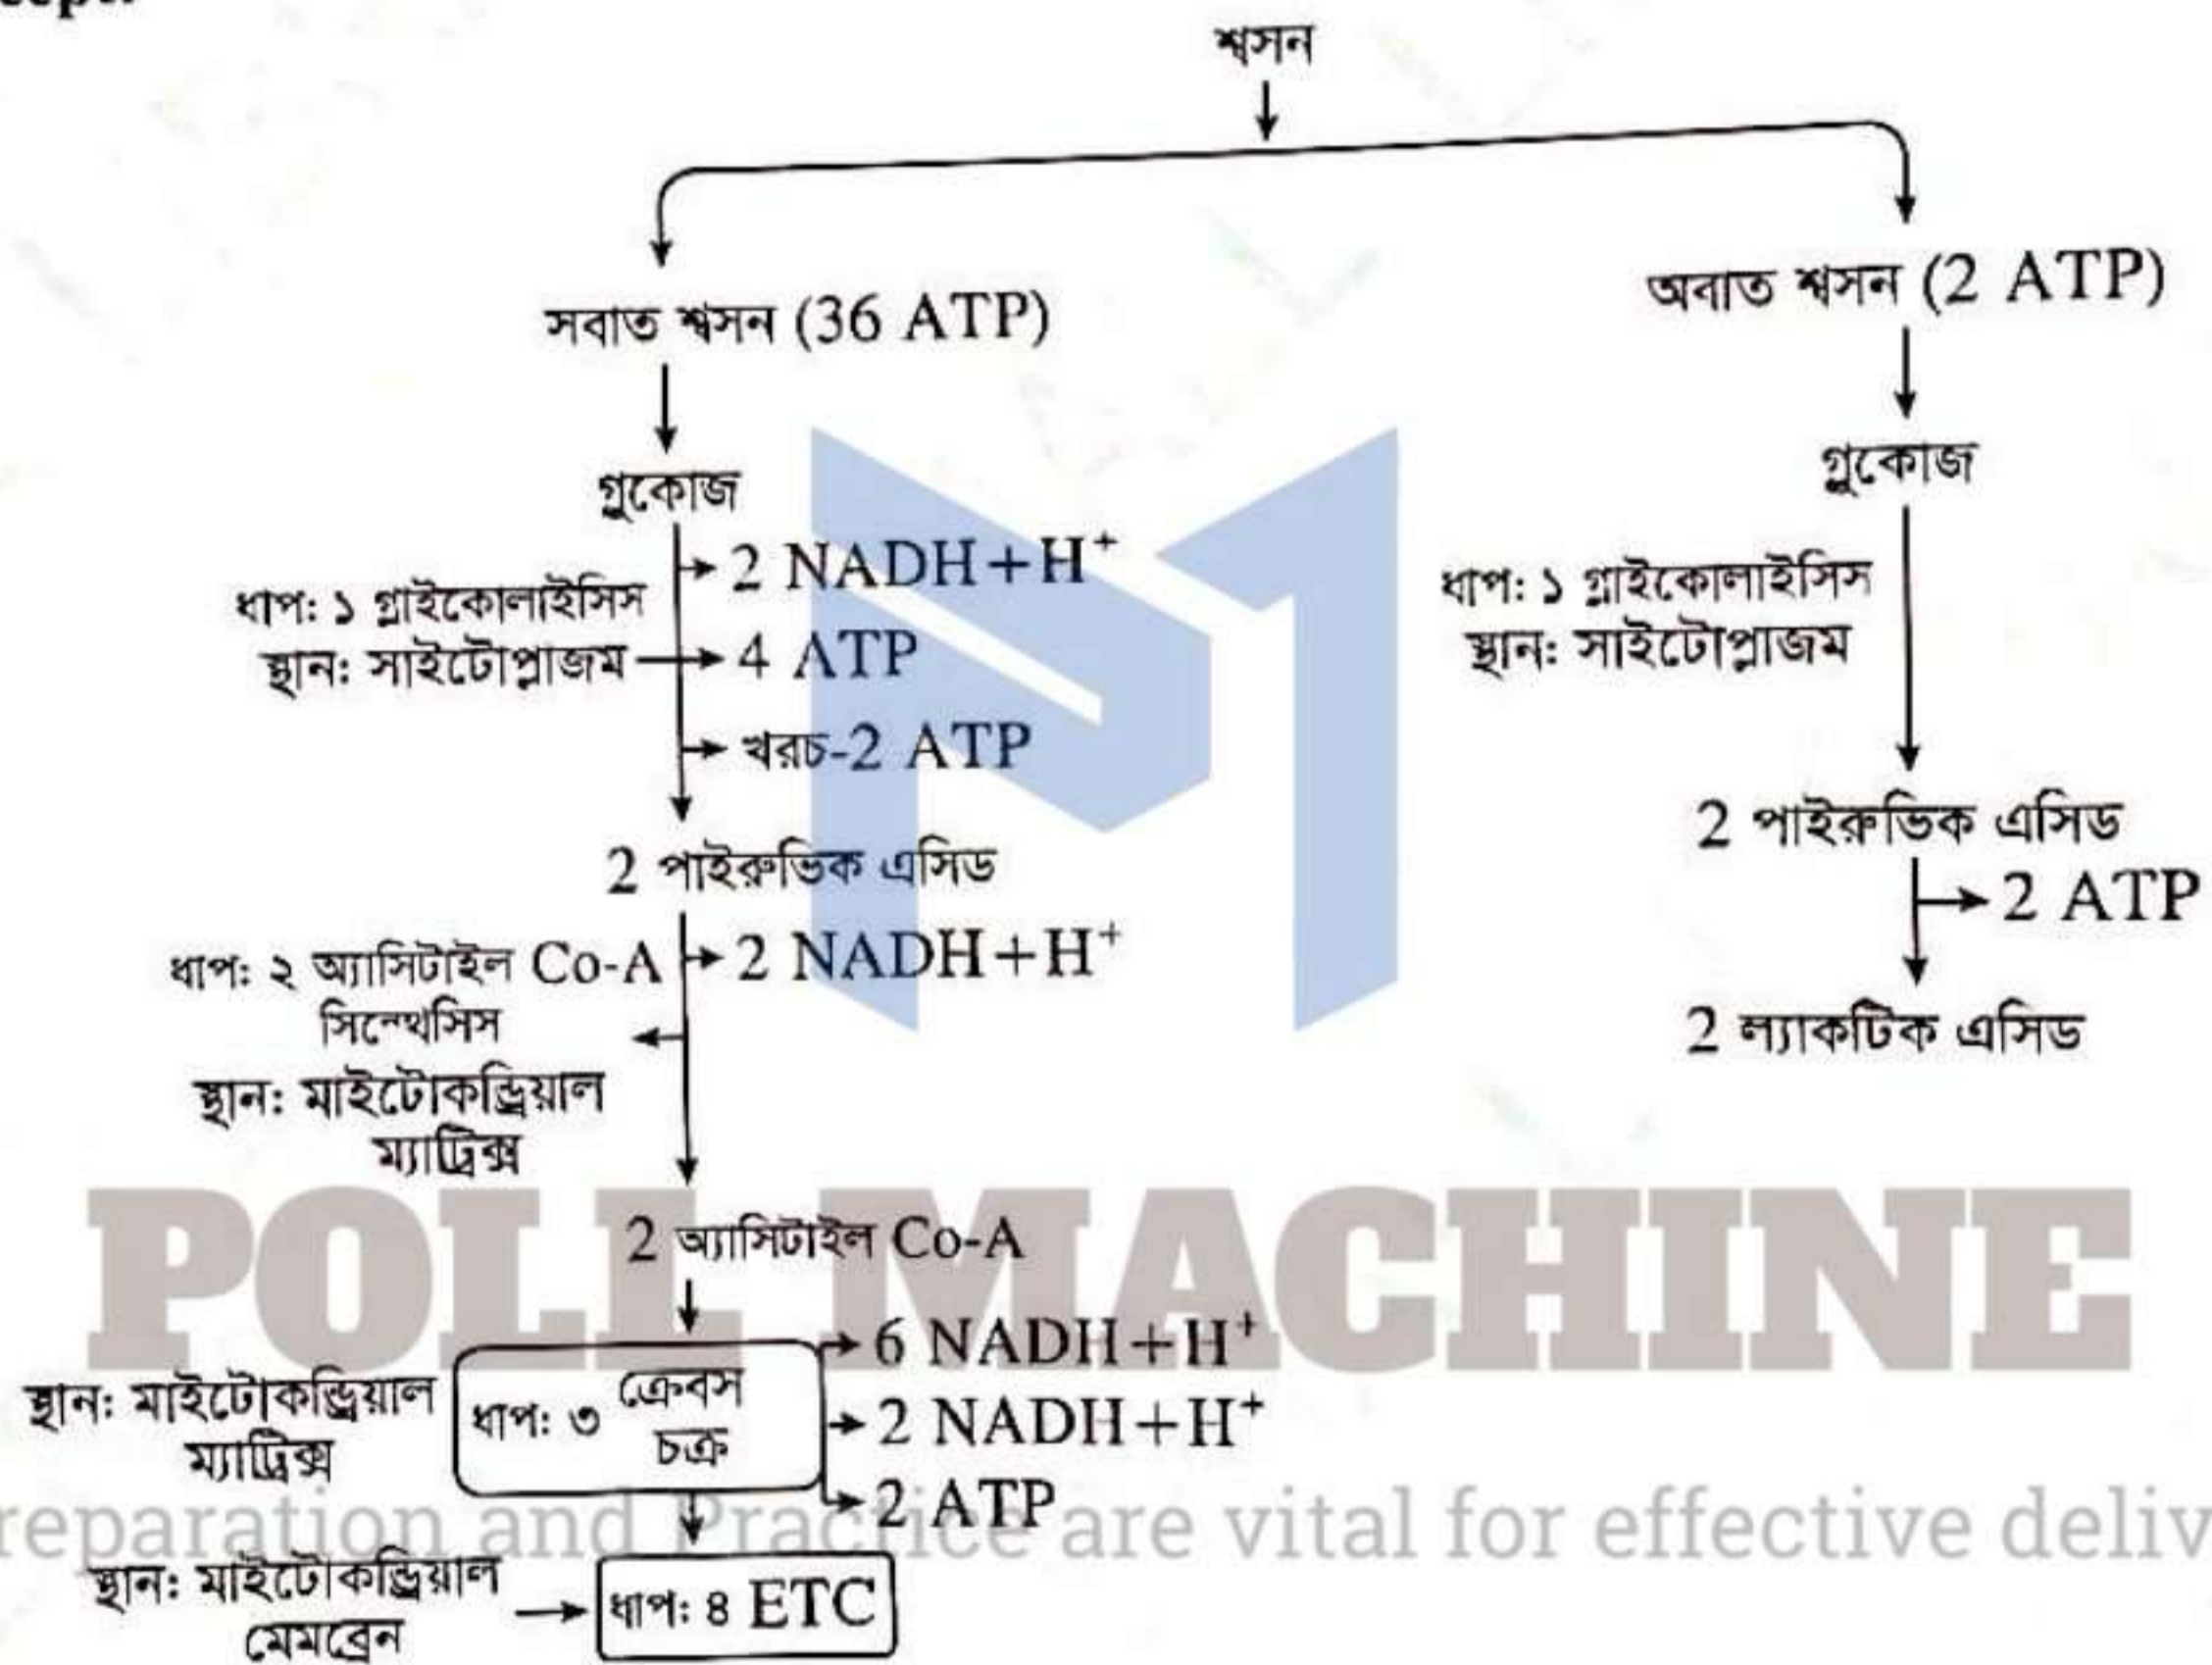 শ্বসন
সবাত শ্বসন (36 ATP)
গ্লুকোজ
2 NADH+H⁺
ধাপ: ১ গ্লাইকোলাইসিস
স্থান: সাইটোপ্লাজম
4 ATP
খরচ-2 ATP
2 পাইরুভিক এসিড
ধাপ: ২ অ্যাসিটাইল Co-A
সিন্থেসিস
2 NADH+H⁺
স্থান: মাইটোকন্ড্রিয়াল
ম্যাট্রিক্স
2 অ্যাসিটাইল Co-A
স্থান: মাইটোকন্ড্রিয়াল
ম্যাট্রিক্স
ধাপ: ৩ ক্রেবস
চক্র
6 NADH+H⁺
2 NADH+H⁺
2 ATP
স্থান: মাইটোকন্ড্রিয়াল
মেমব্রেন
ধাপ: ৪ ETC
অবাত শ্বসন (2 ATP)
গ্লুকোজ
ধাপ: ১ গ্লাইকোলাইসিস
স্থান: সাইটোপ্লাজম
2 পাইরুভিক এসিড
2 ATP
2 ল্যাকটিক এসিড
POLL MACHINE
reparation and Practice are vital for effective deliv